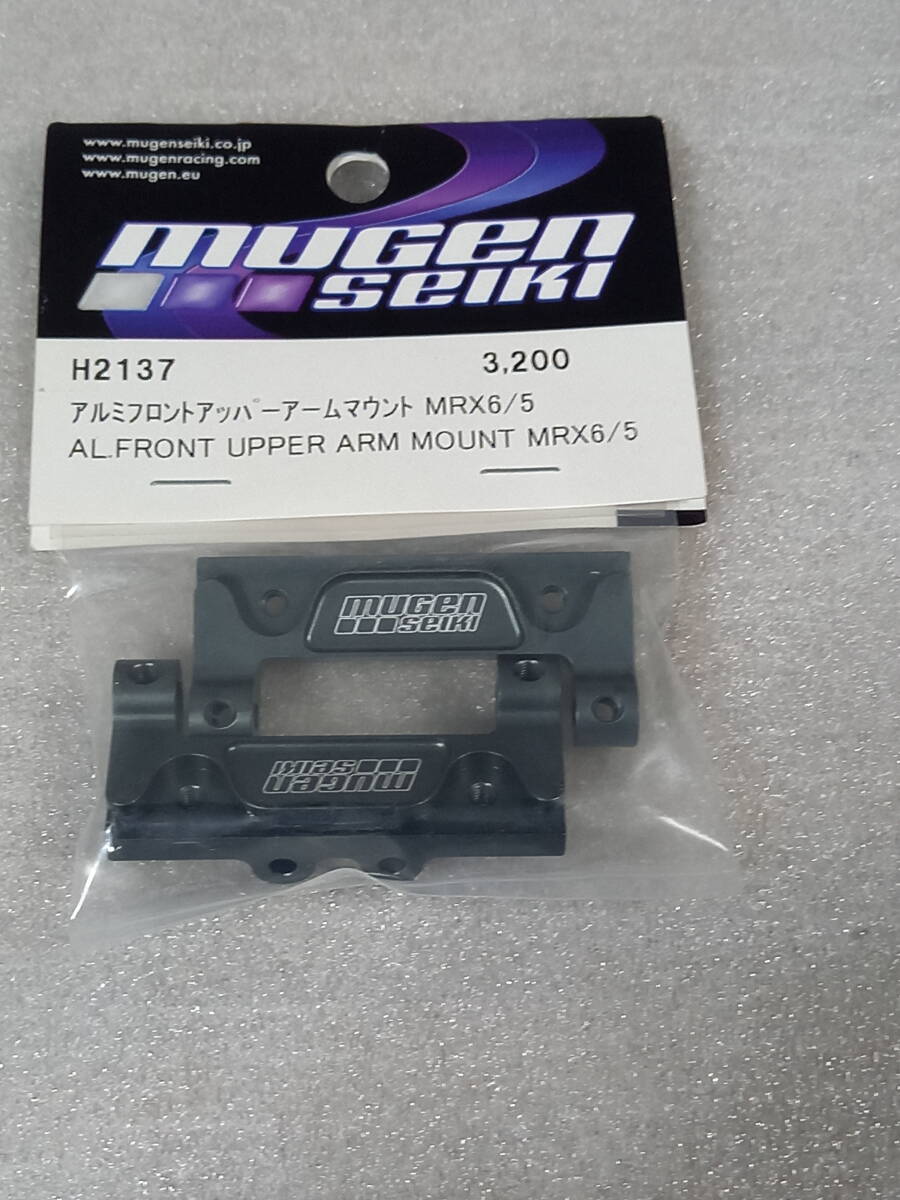 www.mugenseiki.co.jp
www.mugenracing.com
www.mugen.eu
mugen
seiki
H2137 3,200
アルミフロントアッパーアームマウント MRX6/5
AL.FRONT UPPER ARM MOUNT MRX6/5
mugen
seiki
mugen
seiki